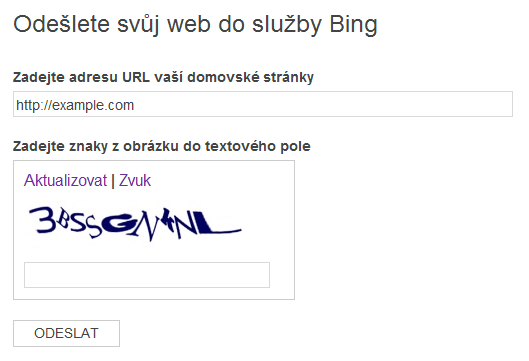 Odešlete svůj web do služby Bing
Zadejte adresu URL vaší domovské stránky
http://example.com
Zadejte znaky z obrázku do textového pole
Aktualizovat | Zvuk
ODESLAT